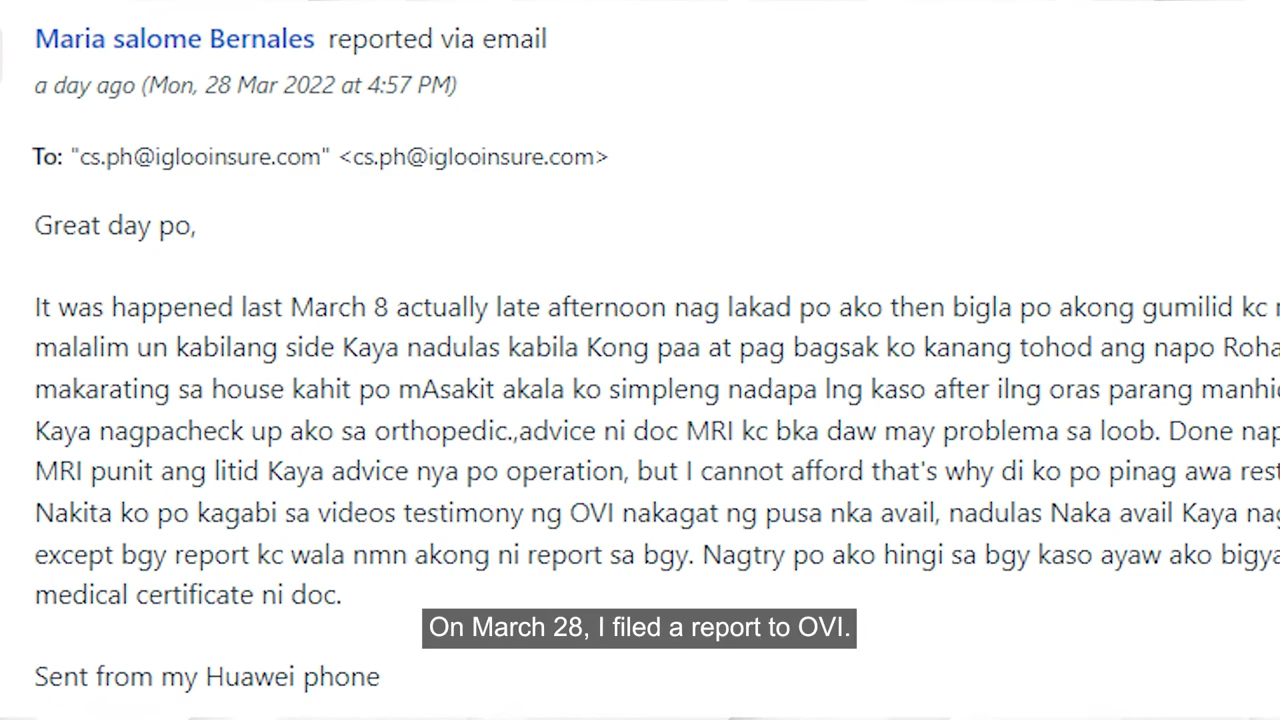 Maria salome Bernales reported via email
a day ago (Mon, 28 Mar 2022 at 4:57 PM)
To: "cs.ph@iglooinsure.com" <cs.ph@iglooinsure.com>
Great day po,
It was happened last March 8 actually late afternoon nag lakad po ako then bigla po akong gumilid kc
malalim un kabilang side Kaya nadulas kabila Kong paa at pag bagsak ko kanang tohod ang napo Roha
makarating sa house kahit po mAsakit akala ko simpleng nadapa lng kaso after ilng oras parang
Kaya nagpacheck up ako sa orthopedic.,advice ni doc MRI kc bka daw may problema sa loob. Done
MRI punit ang litid Kaya advice nya po operation, but I cannot afford that's why di ko po pinag awa
Nakita ko po kagabi sa videos testimony ng OVI nakagat ng pusa nka avail, nadulas Naka avail Kaya
except bgy report kc wala nmn akong ni report sa bgy. Nagtry po ako hingi sa bgy kaso ayaw ako
medical certificate ni doc.
On March 28, I filed a report to OVI.
Sent from my Huawei phone